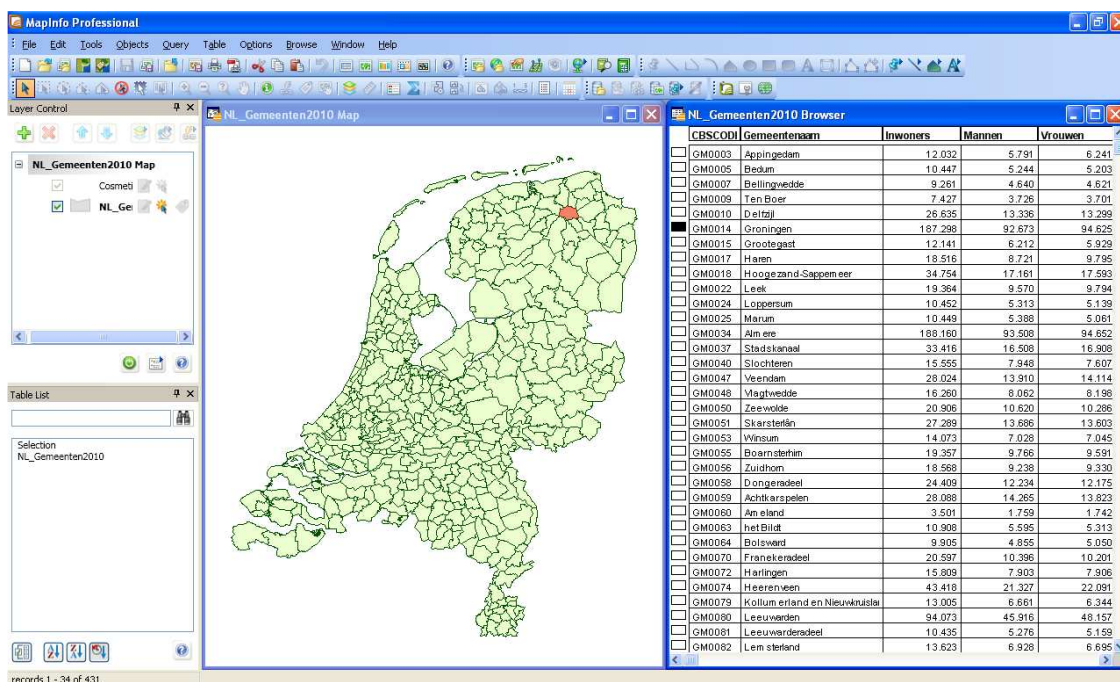 MapInfo Professional
File Edit Tools Objects Query Table Options Browse Window Help
Layer Control
NL_Gemeenten2010 Map
Cosmeti
NL_Ge
Table List
Selection
NL_Gemeenten2010
records 1 - 34 of 431
NL_Gemeenten2010 Map
NL_Gemeenten2010 Browser
CBSCODI Gemeentenaam Inwoners Mannen Vrouwen
GM0003 Appingedam 12.032 5.791 6.241
GM0005 Bedum 10.447 5.244 5.203
GM0007 Bellingwedde 9.261 4.640 4.621
GM0009 Ten Boer 7.427 3.726 3.701
GM0010 Delfzijl 26.635 13.336 13.299
GM0014 Groningen 187.298 92.673 94.625
GM0015 Grootegast 12.141 6.212 5.929
GM0017 Haren 18.516 8.721 9.795
GM0018 Hoogezand-Sappemeer 34.754 17.161 17.593
GM0022 Leek 19.364 9.570 9.794
GM0024 Loppersum 10.452 5.313 5.139
GM0025 Marum 10.449 5.388 5.061
GM0034 Almere 188.160 93.508 94.652
GM0037 Stadskanaal 33.416 16.508 16.908
GM0040 Slochteren 15.555 7.948 7.607
GM0047 Veendam 28.024 13.910 14.114
GM0048 Vlagtwedde 16.260 8.062 8.198
GM0050 Zeewolde 20.906 10.620 10.286
GM0051 Skarsterlân 27.289 13.686 13.603
GM0053 Winsum 14.073 7.028 7.045
GM0055 Boarnsterhim 19.357 9.766 9.591
GM0056 Zuidhorn 18.568 9.238 9.330
GM0058 Dongeradeel 24.409 12.234 12.175
GM0059 Achtkarspelen 28.088 14.265 13.823
GM0060 Ameland 3.501 1.759 1.742
GM0063 het Bildt 10.908 5.595 5.313
GM0064 Bolsward 9.905 4.855 5.050
GM0070 Franekeradeel 20.597 10.396 10.201
GM0072 Harlingen 15.809 7.903 7.906
GM0074 Heerenveen 43.418 21.327 22.091
GM0079 Kollumerland en Nieuwkruislan 13.005 6.661 6.344
GM0080 Leeuwarden 94.073 45.916 48.157
GM0081 Leeuwarderadeel 10.435 5.276 5.159
GM0082 Lemsterland 13.623 6.928 6.695